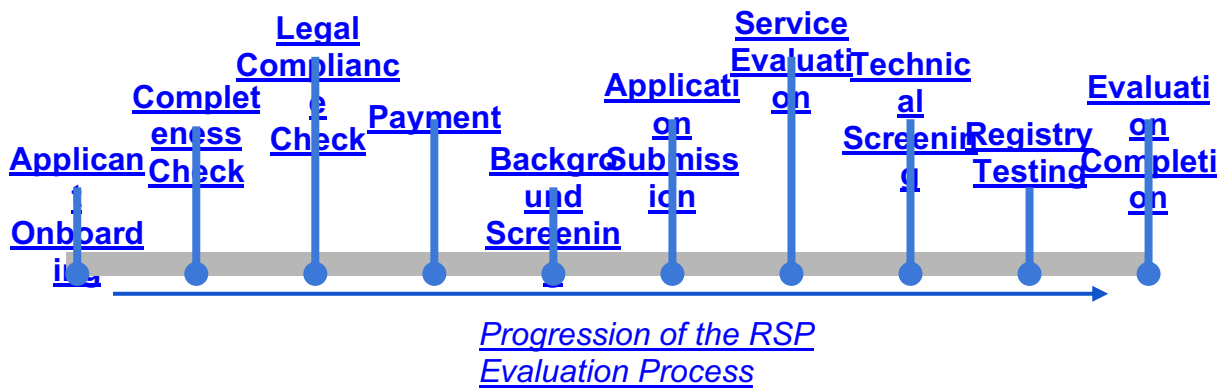 Applican
t
Onboard
ing
Complet
eness
Check
Legal
Complianc
e
Check
Payment
Backgro
und
Screenin
g
Applicati
on
Submiss
ion
Service
Evaluati
on
Technic
al
Screenin
g
Registry
Testing
Evaluati
on
Completi
on
Progression of the RSP
Evaluation Process